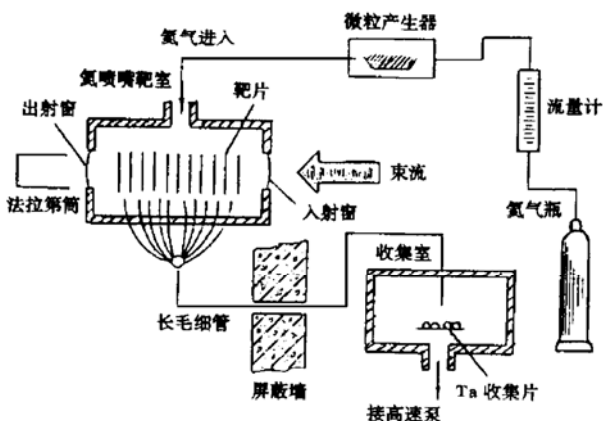 微粒产生器
氦气进入
氦喷嘴靶室
靶片
流量计
出射窗
束流
法拉第筒
入射窗
氦气瓶
收集室
长毛细管
屏蔽墙
Ta 收集片
接高速泵